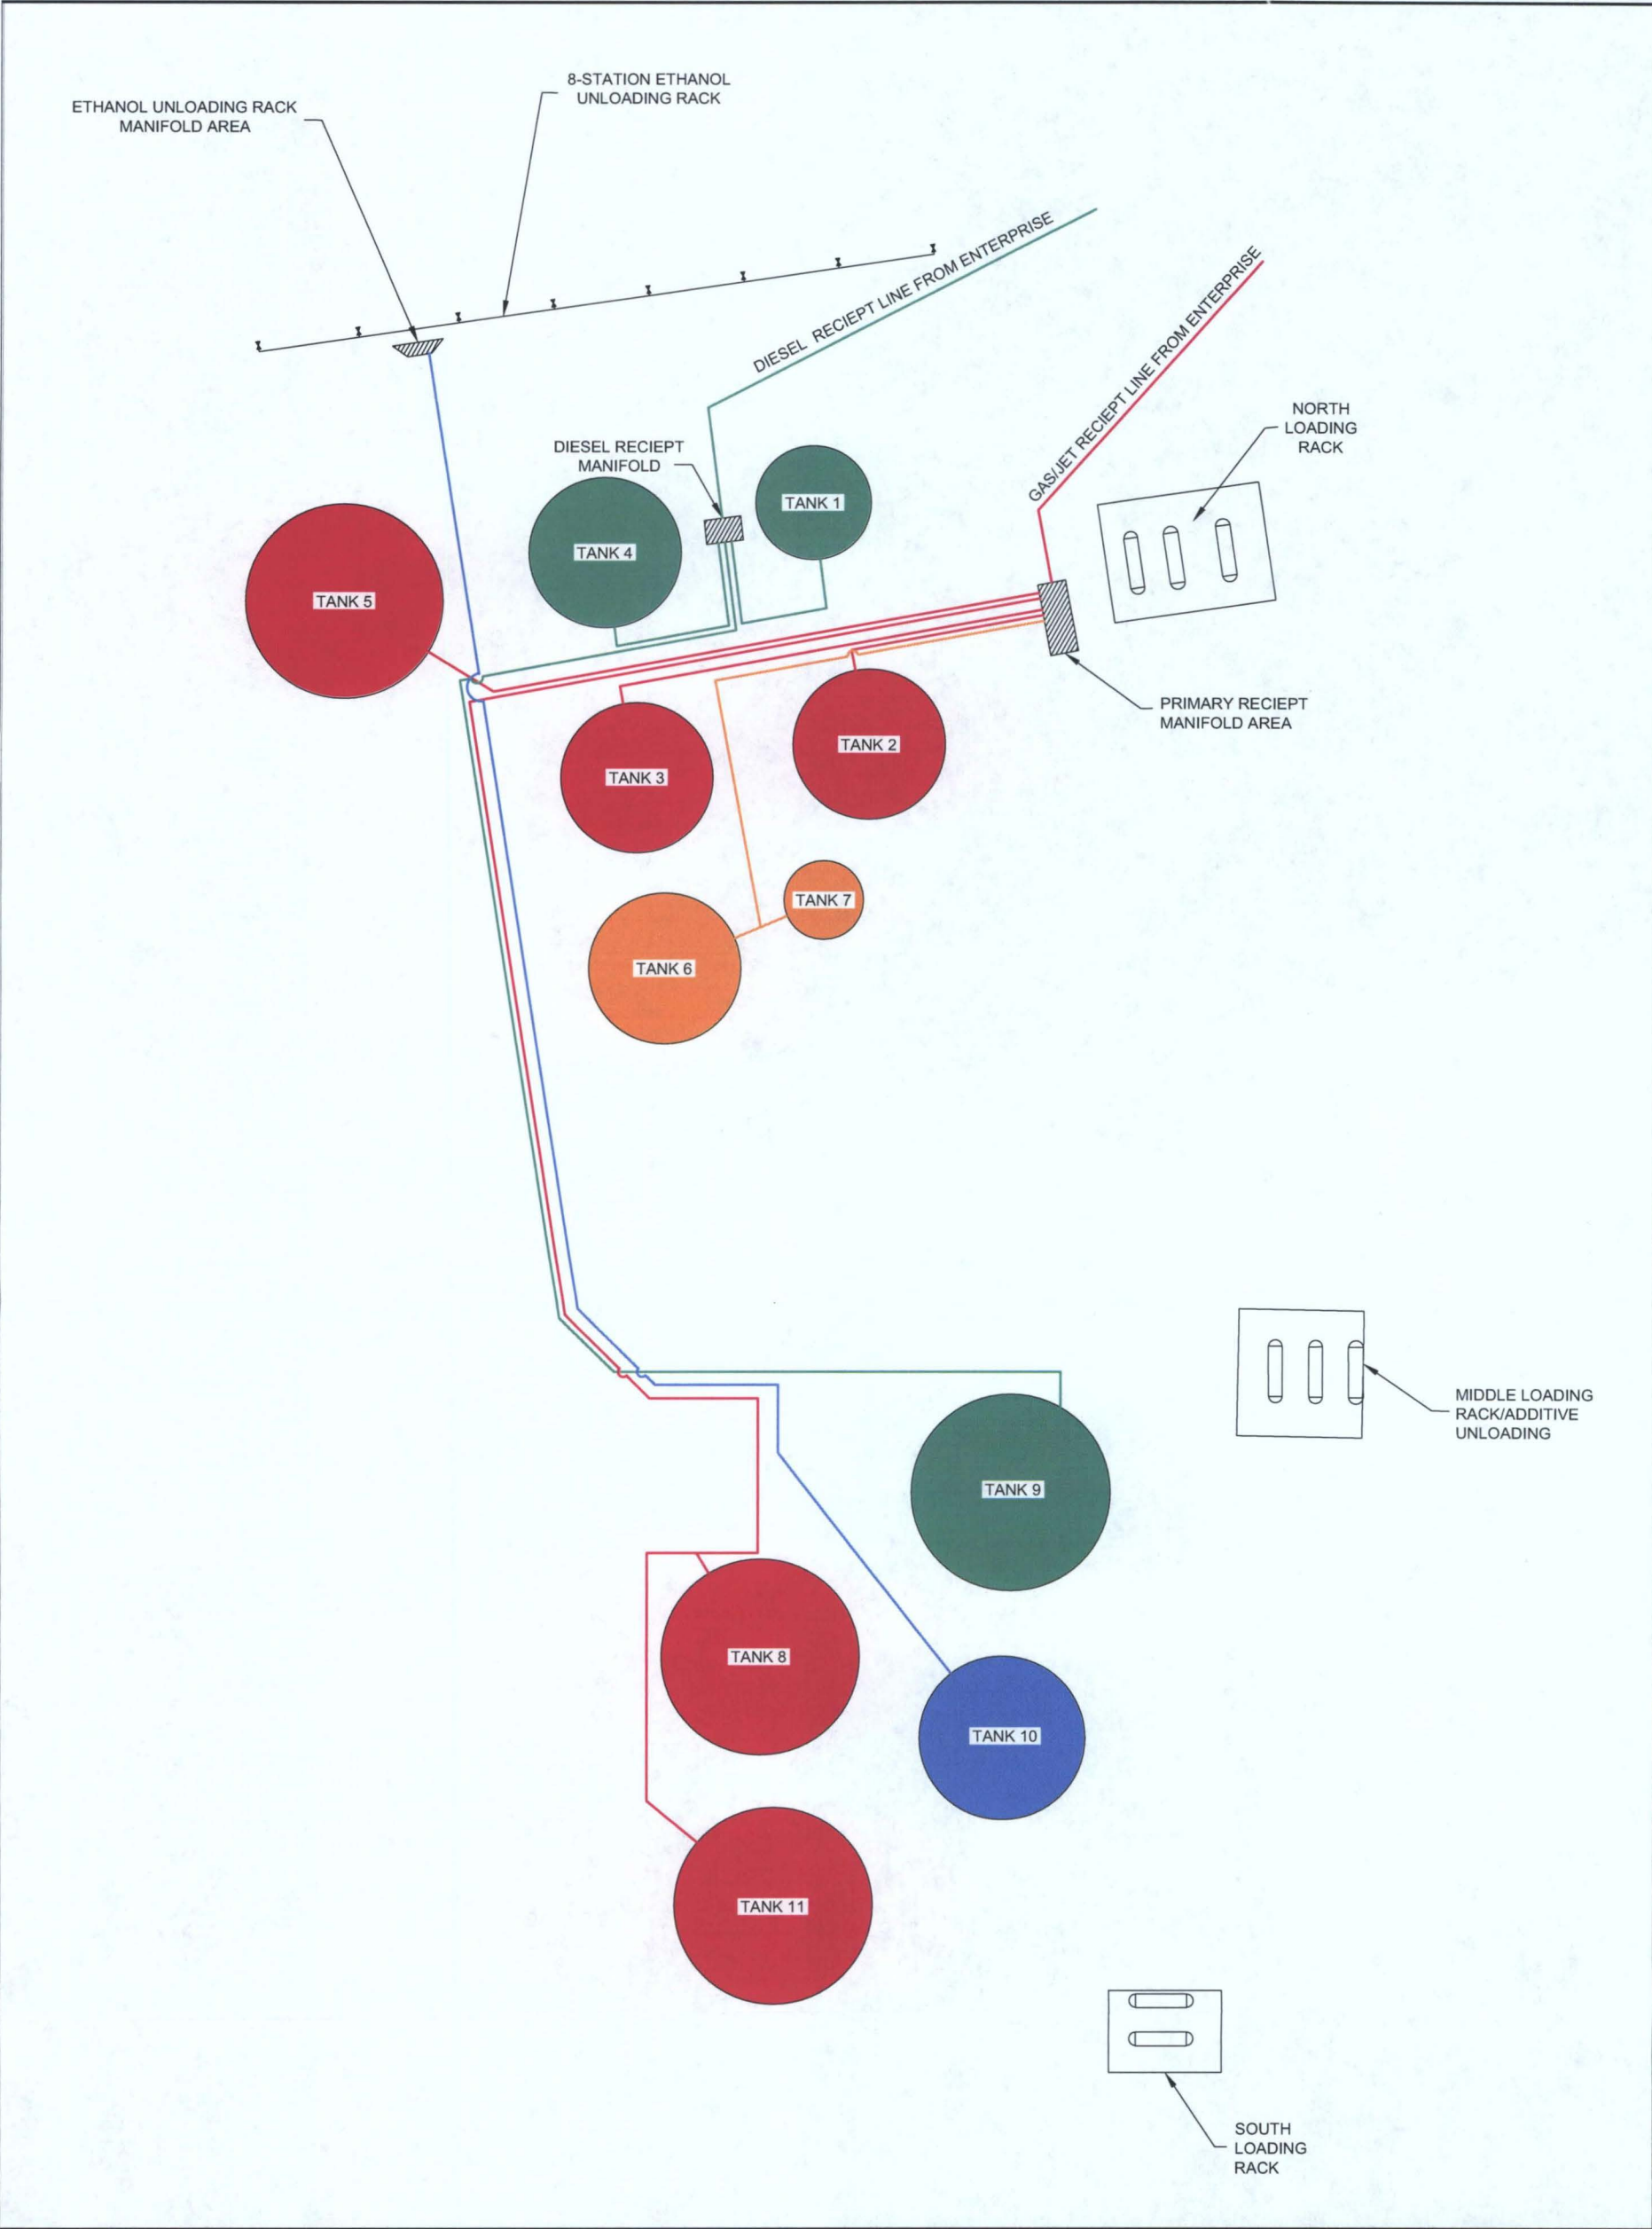 8-STATION ETHANOL
UNLOADING RACK
ETHANOL UNLOADING RACK
MANIFOLD AREA
DIESEL RECIEPT LINE FROM ENTERPRISE
GAS/JET RECIEPT LINE FROM ENTERPRISE
NORTH
LOADING
RACK
DIESEL RECIEPT
MANIFOLD
TANK 1
TANK 4
TANK 5
PRIMARY RECIEPT
MANIFOLD AREA
TANK 2
TANK 3
TANK 7
TANK 6
MIDDLE LOADING
RACK/ADDITIVE
UNLOADING
TANK 9
TANK 8
TANK 10
TANK 11
SOUTH
LOADING
RACK